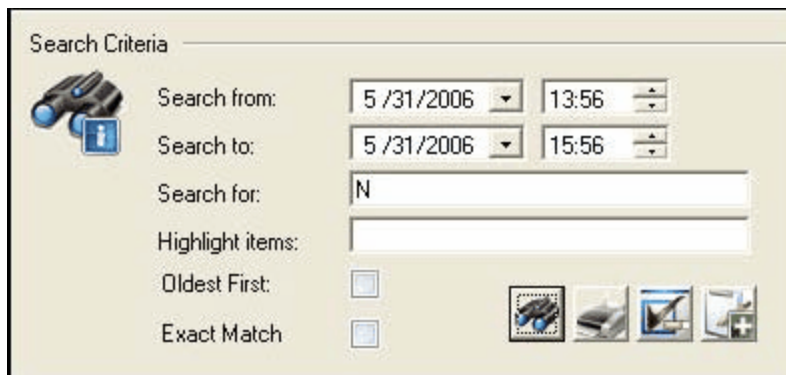 Search Criteria
Search from: 5 /31/2006 13:56
Search to: 5 /31/2006 15:56
Search for: N
Highlight items:
Oldest First:
Exact Match